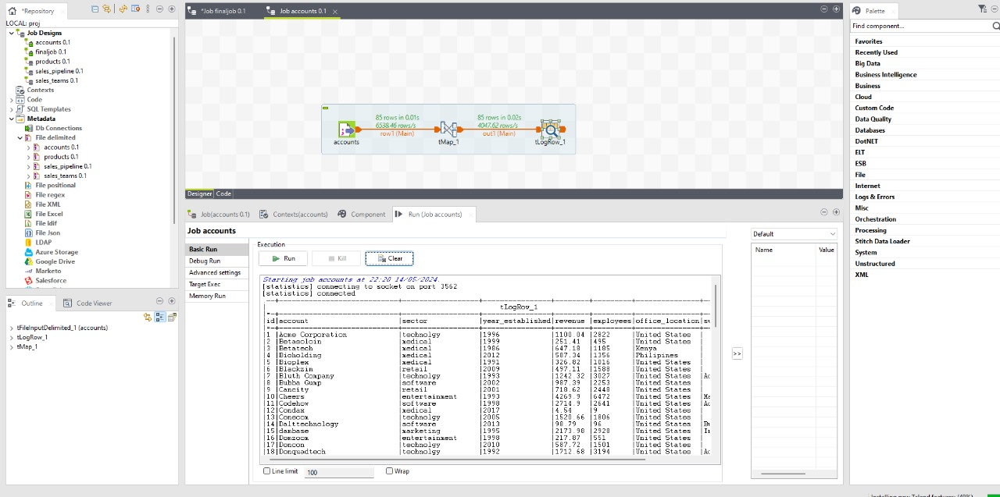 *Repository
LOCAL: proj
Job Designs
accounts 0.1
finaljob 0.1
products 0.1
sales_pipeline 0.1
sales_teams 0.1
Contexts
Code
SQL Templates
Metadata
Db Connections
File delimited
accounts 0.1
products 0.1
sales_pipeline 0.1
sales_teams 0.1
File positional
File regex
File XML
File Excel
File ldif
File Json
LDAP
Azure Storage
Google Drive
Marketo
Salesforce
Outline
Code Viewer
tFileInputDelimited_1 (accounts)
tLogRow_1
tMap_1
*Job finaljob 0.1
Job accounts 0.1
85 rows in 0.01s
6538.46 rows/s
row1 (Main)
85 rows in 0.02s
4047.62 rows/s
out1 (Main)
accounts
tMap_1
tLogRow_1
Designer Code
Job(accounts 0.1)
Contexts(accounts)
Component
Run (Job accounts)
Job accounts
Basic Run
Debug Run
Advanced settings
Target Exec
Memory Run
Execution
Run
Kill
Clear
Starting job accounts at 22:20 14/05/2024.
[statistics] connecting to socket on port 3562
[statistics] connected
tLogRow_1
id|account |sector |year_established|revenue |employees|office_location|
1 |Acme Corporation |technolgy |1996 |1100.04 |2822 |United States |
2 |Betasoloin |medical |1999 |251.41 |495 |United States |
3 |Betatech |medical |1986 |647.18 |1185 |Kenya |
4 |Bioholding |medical |2012 |587.34 |1356 |Philipines |
5 |Bioplex |medical |1991 |326.82 |1016 |United States |
6 |Blackzim |retail |2009 |497.11 |1588 |United States |
7 |Bluth Company |technolgy |1993 |1242.32 |3027 |United States |Ac
8 |Bubba Gump |software |2002 |987.39 |2253 |United States |
9 |Cancity |retail |2001 |718.62 |2448 |United States |
10|Cheers |entertainment |1993 |4269.9 |6472 |United States |Ma
11|Codehow |software |1998 |2714.9 |2641 |United States |Ac
12|Condax |medical |2017 |4.54 |9 |United States |
13|Conecom |technolgy |2005 |1520.66 |1806 |United States |
14|Dalttechnology |software |2013 |98.79 |96 |United States |Bu
15|dambase |marketing |1995 |2173.98 |2928 |United States |In
16|Domzoom |entertainment |1998 |217.87 |551 |United States |
17|Doncon |technolgy |2010 |587.72 |1501 |United States |
18|Donquadtech |technolgy |1992 |1712.68 |3194 |United States |Ac
Line limit
100
Wrap
Default
Name
Value
>>
Palette
Find component...
Favorites
Recently Used
Big Data
Business Intelligence
Business
Cloud
Custom Code
Data Quality
Databases
DotNET
ELT
ESB
File
Internet
Logs & Errors
Misc
Orchestration
Processing
Stitch Data Loader
System
Unstructured
XML